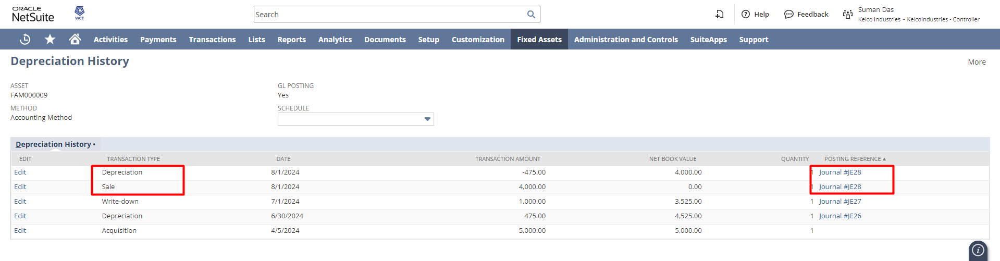 ORACLE
NetSuite
WCT
Search
Help
Feedback
Suman Das
Kelco Industries - KelcoIndustries - Controller
Activities Payments Transactions Lists Reports Analytics Documents Setup Customization Fixed Assets Administration and Controls SuiteApps Support
Depreciation History
More
ASSET
FAM000009
GL POSTING
Yes
METHOD
Accounting Method
SCHEDULE
Depreciation History •
EDIT TRANSACTION TYPE DATE TRANSACTION AMOUNT NET BOOK VALUE QUANTITY POSTING REFERENCE ▲
Edit Depreciation 8/1/2024 -475.00 4,000.00 1 Journal #JE28
Edit Sale 8/1/2024 4,000.00 0.00 1 Journal #JE28
Edit Write-down 7/1/2024 1,000.00 3,525.00 1 Journal #JE27
Edit Depreciation 6/30/2024 475.00 4,525.00 1 Journal #JE26
Edit Acquisition 4/5/2024 5,000.00 5,000.00 1